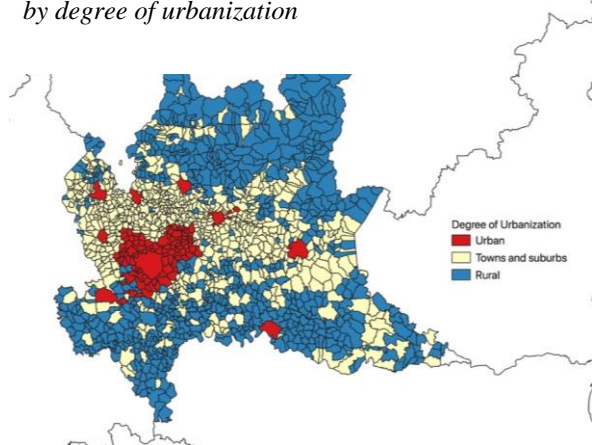 by degree of urbanization
Degree of Urbanization
Urban
Towns and suburbs
Rural